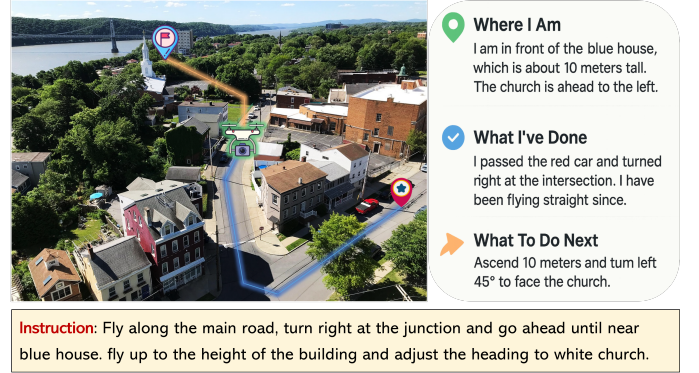 Where I Am
I am in front of the blue house,
which is about 10 meters tall.
The church is ahead to the left.
What I've Done
I passed the red car and turned
right at the intersection. I have
been flying straight since.
What To Do Next
Ascend 10 meters and tum left
45° to face the church.
Instruction: Fly along the main road, turn right at the junction and go ahead until near
blue house. fly up to the height of the building and adjust the heading to white church.